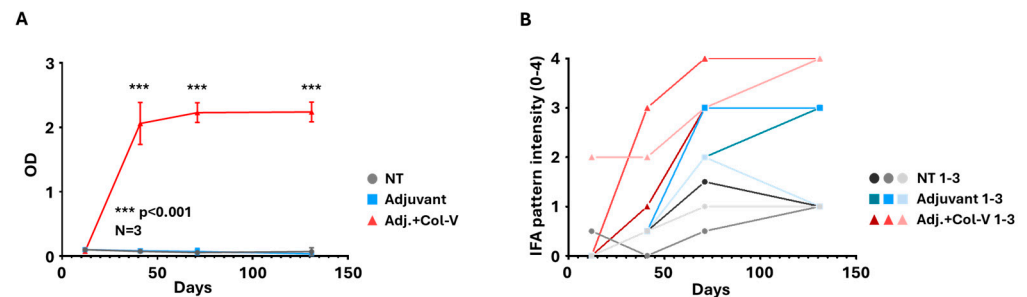 A
OD
3
2
1
0
***
***
***
*** p<0.001
N=3
0
50
100
150
Days
NT
Adjuvant
Adj.+Col-V
B
IFA pattern intensity (0-4)
4
3
2
1
0
0
50
100
150
Days
NT 1-3
Adjuvant 1-3
Adj.+Col-V 1-3